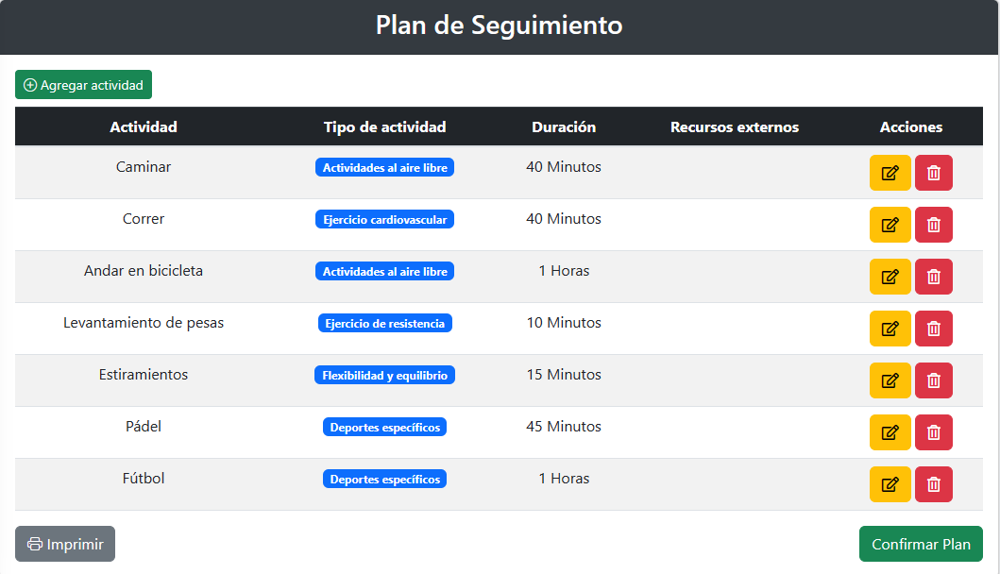 Plan de Seguimiento
Agregar actividad
Actividad Tipo de actividad Duración Recursos externos Acciones
Caminar Actividades al aire libre 40 Minutos
Correr Ejercicio cardiovascular 40 Minutos
Andar en bicicleta Actividades al aire libre 1 Horas
Levantamiento de pesas Ejercicio de resistencia 10 Minutos
Estiramientos Flexibilidad y equilibrio 15 Minutos
Pádel Deportes específicos 45 Minutos
Fútbol Deportes específicos 1 Horas
Imprimir Confirmar Plan